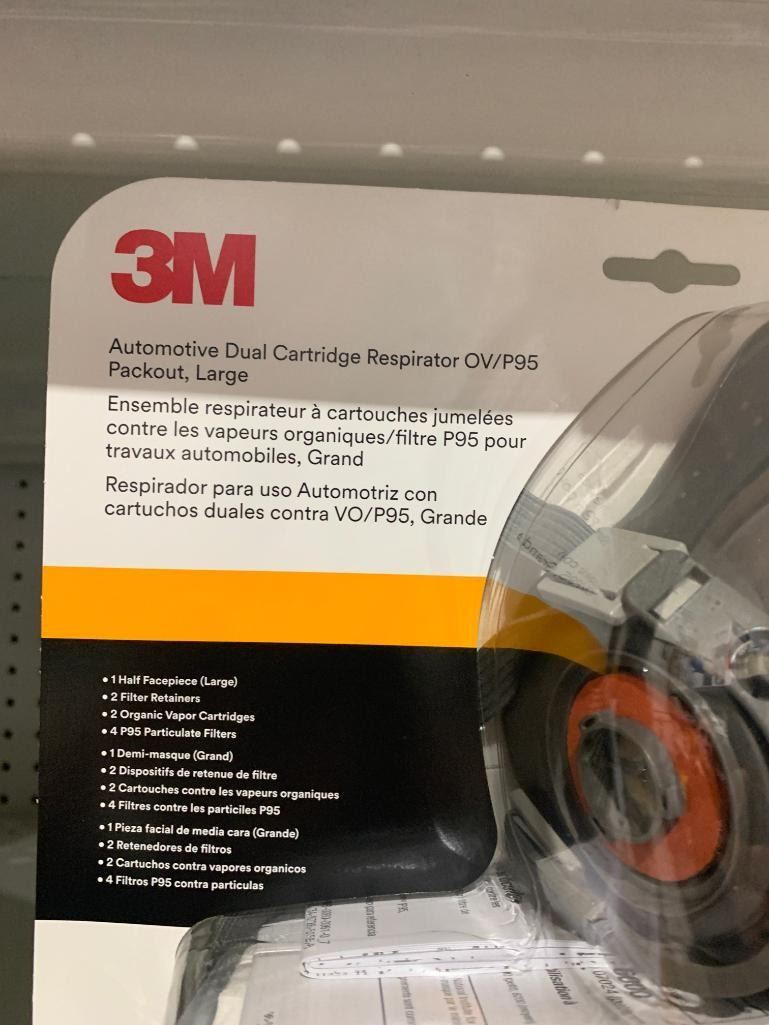 3M
Automotive Dual Cartridge Respirator OV/P95
Packout, Large
Ensemble respirateur à cartouches jumelées
contre les vapeurs organiques/filtre P95 pour
travaux automobiles, Grand
Respirador para uso Automotriz con
cartuchos duales contra VO/P95, Grande
• 1 Half Facepiece (Large)
• 2 Filter Retainers
• 2 Organic Vapor Cartridges
• 4 P95 Particulate Filters
• 1 Demi-masque (Grand)
• 2 Dispositifs de retenue de filtre
• 2 Cartouches contre les vapeurs organiques
• 4 Filtres contre les particiles P95
• 1 Pieza facial de media cara (Grande)
• 2 Retenedores de filtros
• 2 Cartuchos contra vapores organicos
• 4 Filtros P95 contra particulas